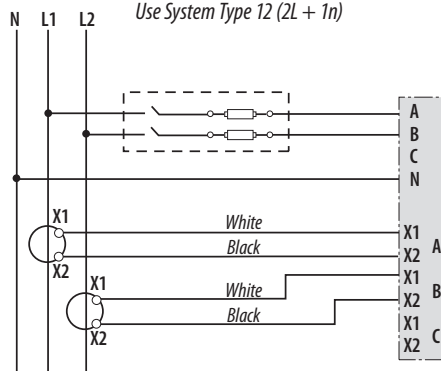 Use System Type 12 (2L + 1n)
N L1 L2
A
B
C
N
X1
White
X1
Black
X2
A
X2
X1
White
X1
Black
X2
B
X2
X1
X2
C